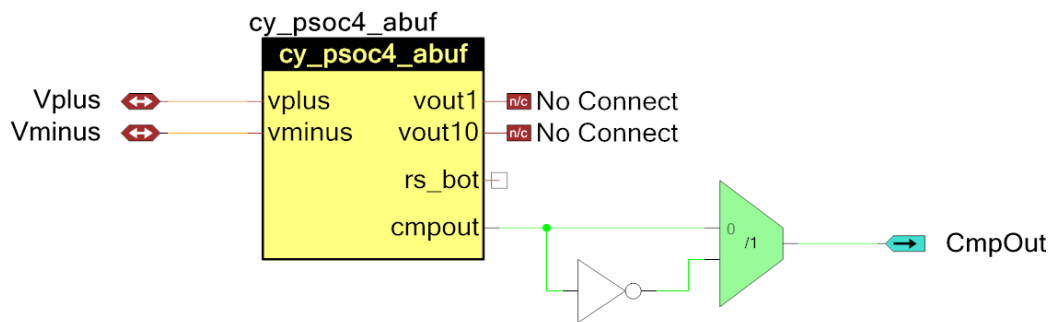 cy_psoc4_abuf
cy_psoc4_abuf
Vplus vplus vout1 n/c No Connect
Vminus vminus vout10 n/c No Connect
rs_bot
cmpout 0
/1 CmpOut